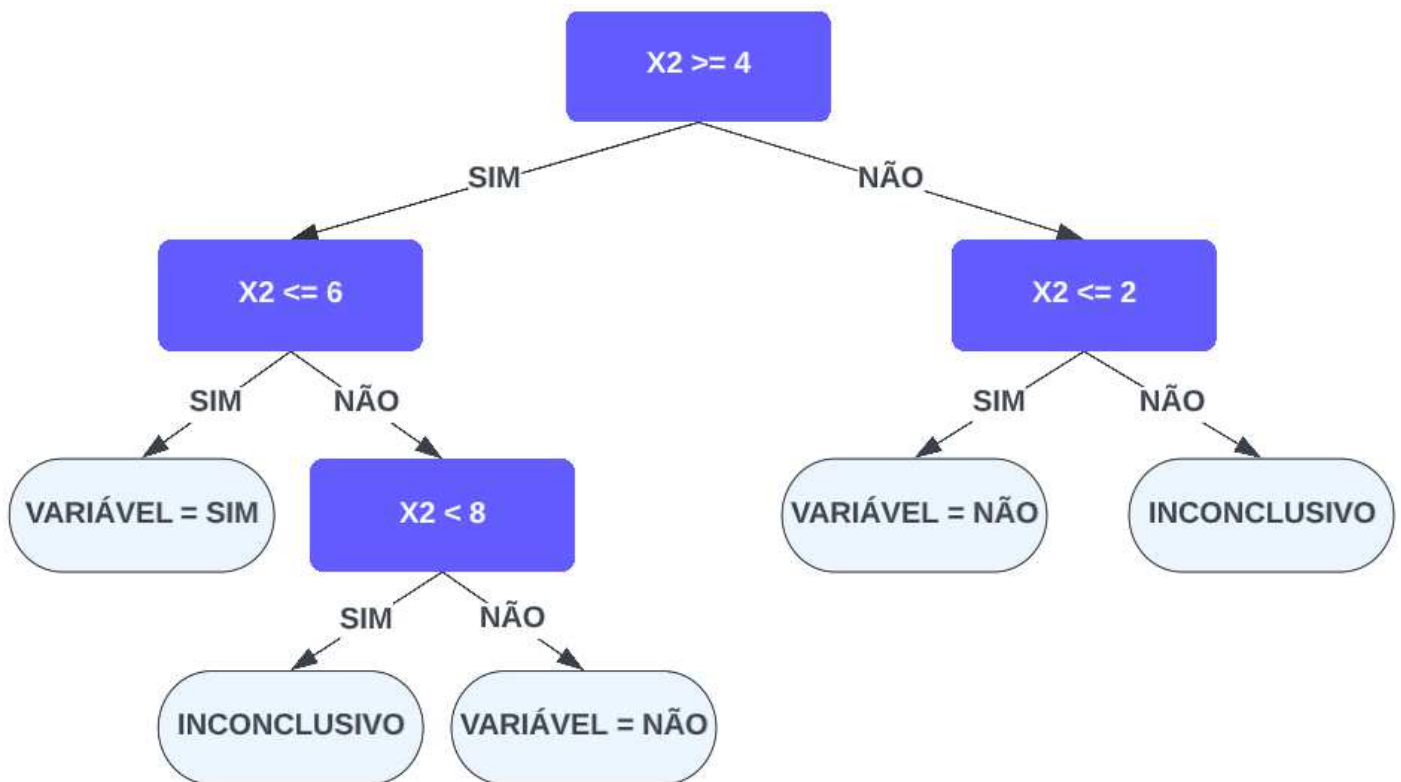 X2 >= 4
SIM
NÃO
X2 <= 6
X2 <= 2
SIM
NÃO
SIM
NÃO
VARIÁVEL = SIM
X2 < 8
VARIÁVEL = NÃO
INCONCLUSIVO
SIM
NÃO
INCONCLUSIVO
VARIÁVEL = NÃO